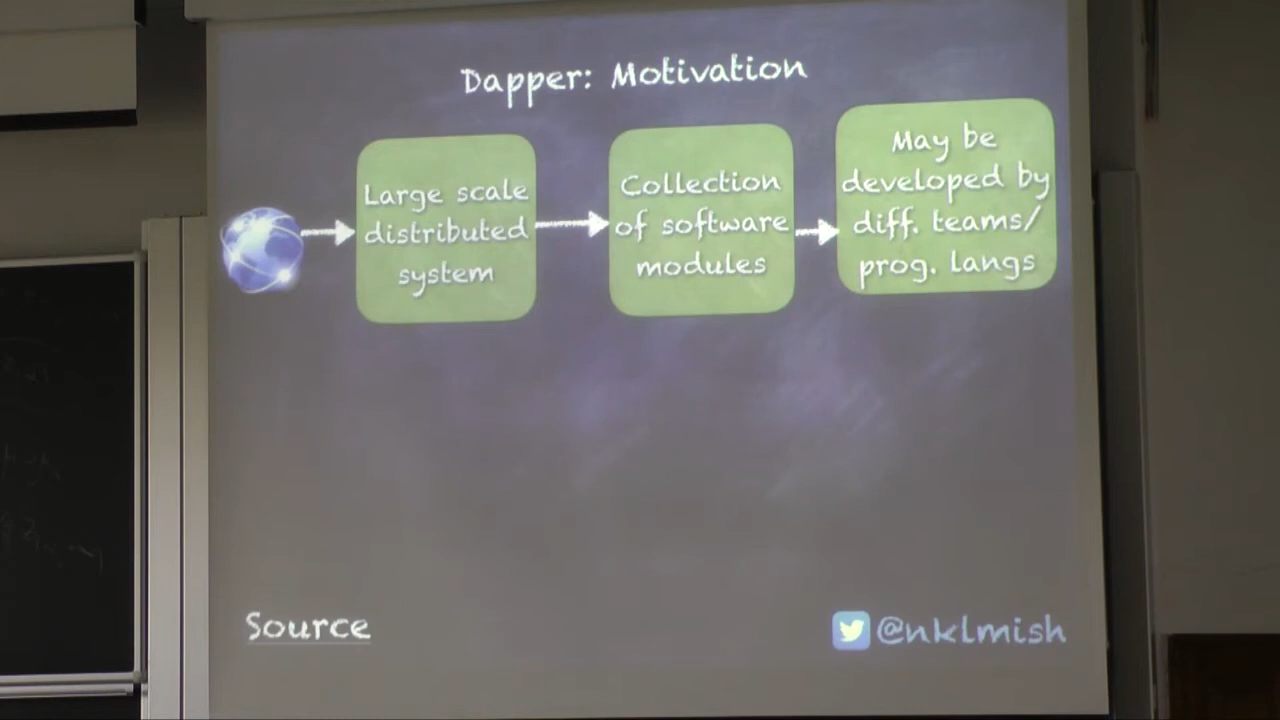 Dapper: Motivation
Large scale
distributed
system
Collection
of software
modules
May be
developed by
diff. teams/
prog. langs
Source
@nklmish